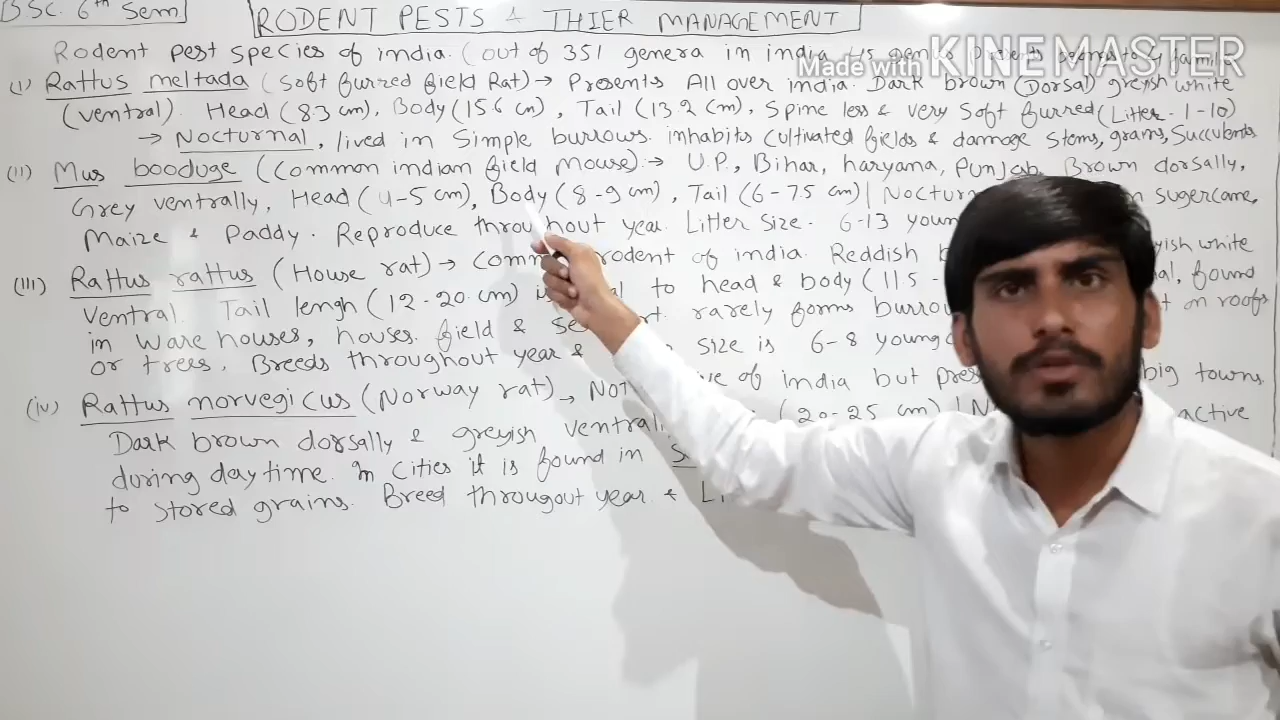 BSC. 6th Sem
RODENT PESTS & THIER MANAGEMENT
Rodent pest species of india. (out of 351 genera in india
Made with KINEMASTER
(I) Rattus meltada (Soft furred field Rat) → Presents All over india. Dark brown (Dorsal) greyish white
(ventral). Head (8.3 cm), Body (15.6 cm), Tail (13.2 cm), Spine less & very Soft furred (Litter - 1-10)
→ Nocturnal, lived in Simple burrows. inhabits cultivated fields & damage stems, grains, Succulents
(II) Mus booduga (Common indian field Mouse) → U.P., Bihar, haryana, Punjab. Brown dorsally,
Grey ventrally, Head (4-5 cm), Body (8-9 cm), Tail (6-7.5 cm) | sugercane,
Maize & Paddy. Reproduce throughout year. Litter Size - 6-13
(III) Rattus rattus (House rat) → rodent of india. Reddish white
Ventral. Tail lengh (12-20 cm) to head & body (11.5 - found
in ware houses, houses. field & rarely forms on roofs
or trees. Breeds throughout year & size is 6-8
(iv) Rattus norvegicus (Norway rat) → Not of india but big towns.
Dark brown dorsally & greyish (20-25 cm) | active
during day time. In cities it is found in
to stored grains. Breed througout year &